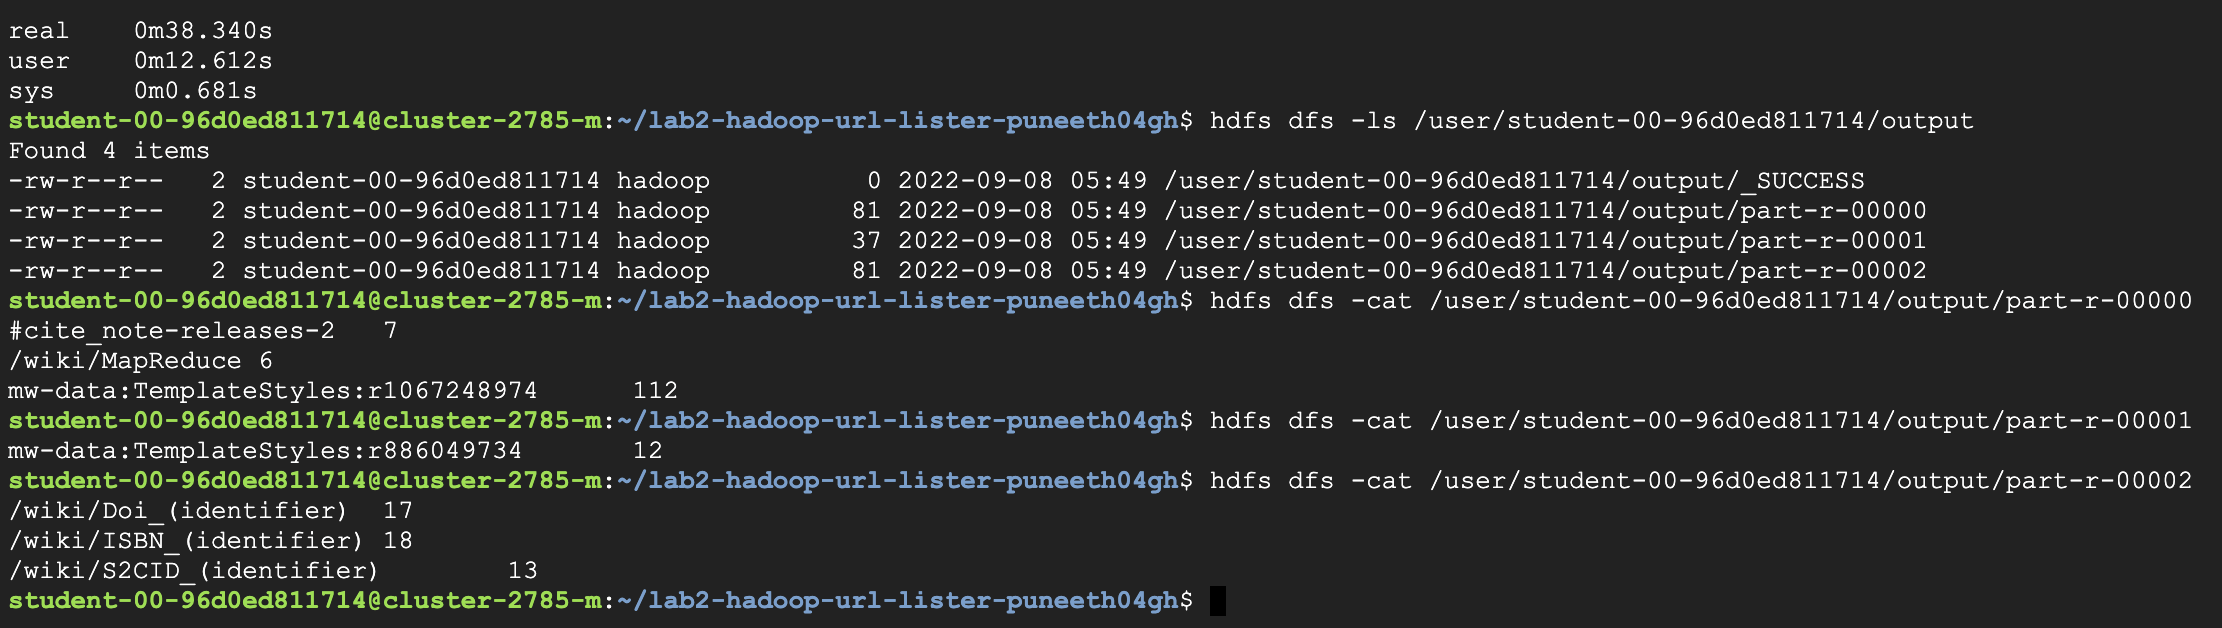 real    0m38.340s
user    0m12.612s
sys     0m0.681s
student-00-96d0ed811714@cluster-2785-m:~/lab2-hadoop-url-lister-puneeth04gh$ hdfs dfs -ls /user/student-00-96d0ed811714/output
Found 4 items
-rw-r--r--   2 student-00-96d0ed811714 hadoop          0 2022-09-08 05:49 /user/student-00-96d0ed811714/output/_SUCCESS
-rw-r--r--   2 student-00-96d0ed811714 hadoop         81 2022-09-08 05:49 /user/student-00-96d0ed811714/output/part-r-00000
-rw-r--r--   2 student-00-96d0ed811714 hadoop         37 2022-09-08 05:49 /user/student-00-96d0ed811714/output/part-r-00001
-rw-r--r--   2 student-00-96d0ed811714 hadoop         81 2022-09-08 05:49 /user/student-00-96d0ed811714/output/part-r-00002
student-00-96d0ed811714@cluster-2785-m:~/lab2-hadoop-url-lister-puneeth04gh$ hdfs dfs -cat /user/student-00-96d0ed811714/output/part-r-00000
#cite_note-releases-2   7
/wiki/MapReduce 6
mw-data:TemplateStyles:r1067248974      112
student-00-96d0ed811714@cluster-2785-m:~/lab2-hadoop-url-lister-puneeth04gh$ hdfs dfs -cat /user/student-00-96d0ed811714/output/part-r-00001
mw-data:TemplateStyles:r886049734       12
student-00-96d0ed811714@cluster-2785-m:~/lab2-hadoop-url-lister-puneeth04gh$ hdfs dfs -cat /user/student-00-96d0ed811714/output/part-r-00002
/wiki/Doi_(identifier)  17
/wiki/ISBN_(identifier) 18
/wiki/S2CID_(identifier)        13
student-00-96d0ed811714@cluster-2785-m:~/lab2-hadoop-url-lister-puneeth04gh$